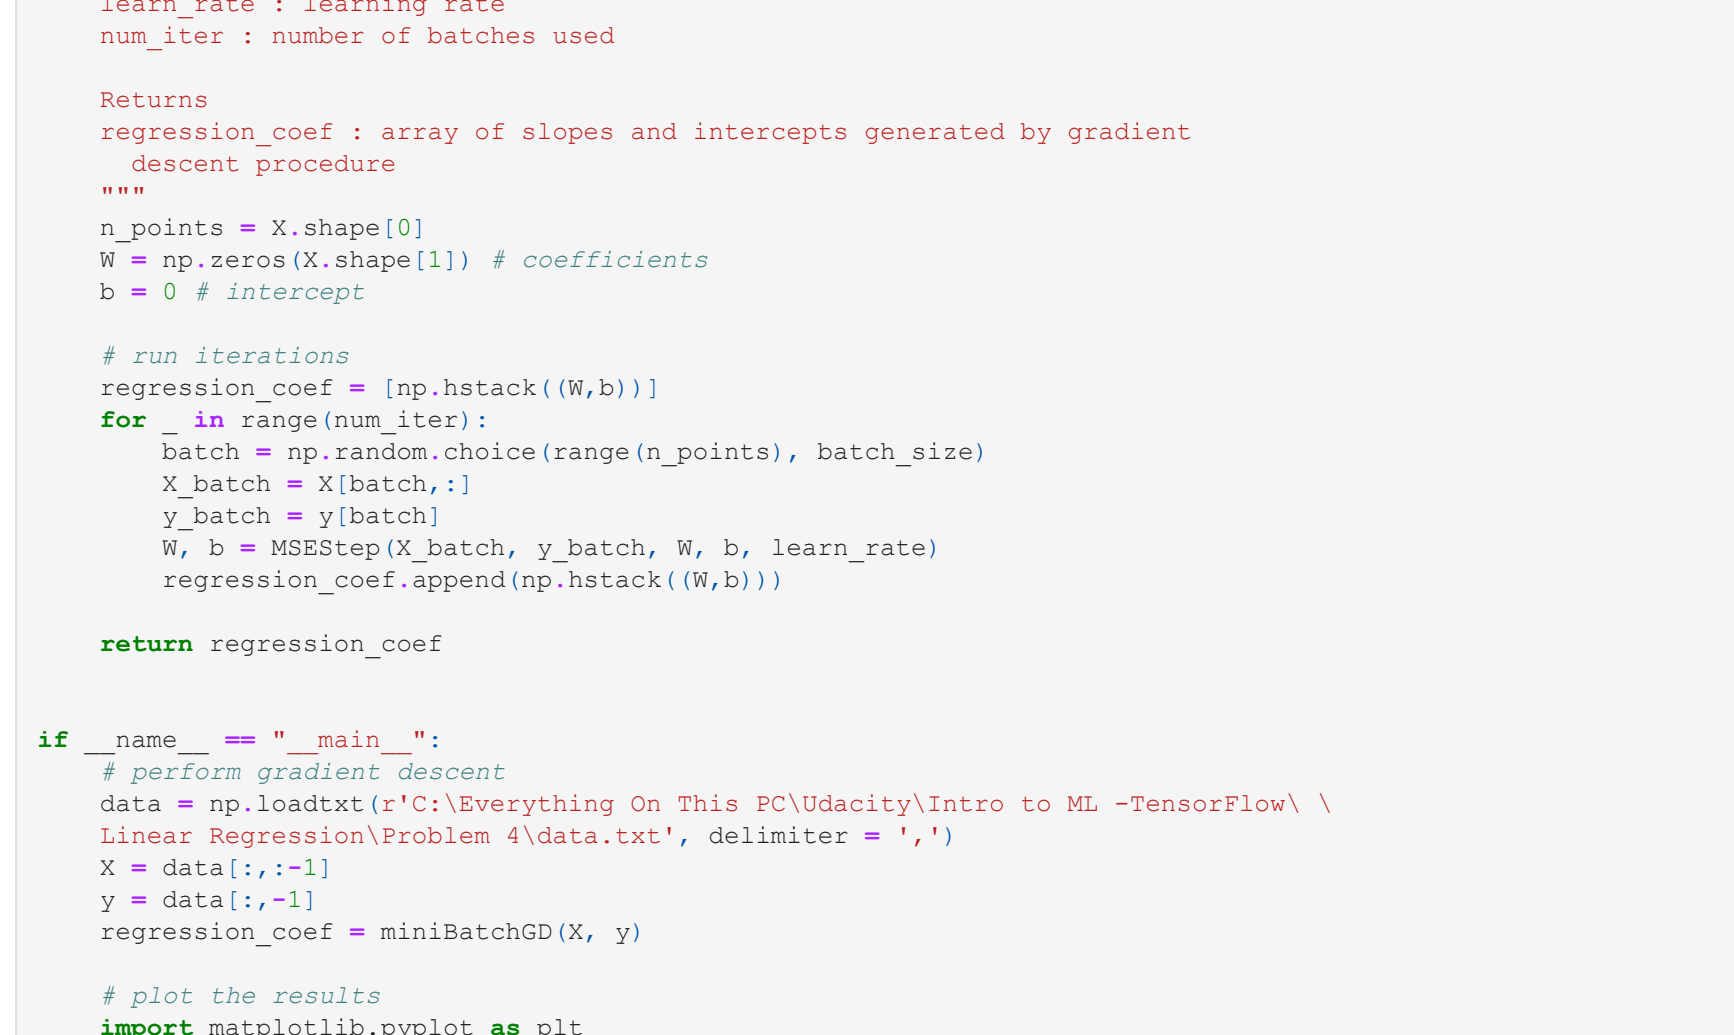 learn_rate : learning rate
num_iter : number of batches used
Returns
regression_coef : array of slopes and intercepts generated by gradient
descent procedure
"""
n_points = X.shape[0]
W = np.zeros(X.shape[1]) # coefficients
b = 0 # intercept
# run iterations
regression_coef = [np.hstack((W,b))]
for _ in range(num_iter):
batch = np.random.choice(range(n_points), batch_size)
X_batch = X[batch,:]
y_batch = y[batch]
W, b = MSEStep(X_batch, y_batch, W, b, learn_rate)
regression_coef.append(np.hstack((W,b)))
return regression_coef
if __name__ == "__main__":
# perform gradient descent
data = np.loadtxt(r'C:\Everything On This PC\Udacity\Intro to ML -TensorFlow\ \
Linear Regression\Problem 4\data.txt', delimiter = ',')
X = data[:,:-1]
y = data[:,-1]
regression_coef = miniBatchGD(X, y)
# plot the results
import matplotlib.pyplot as plt